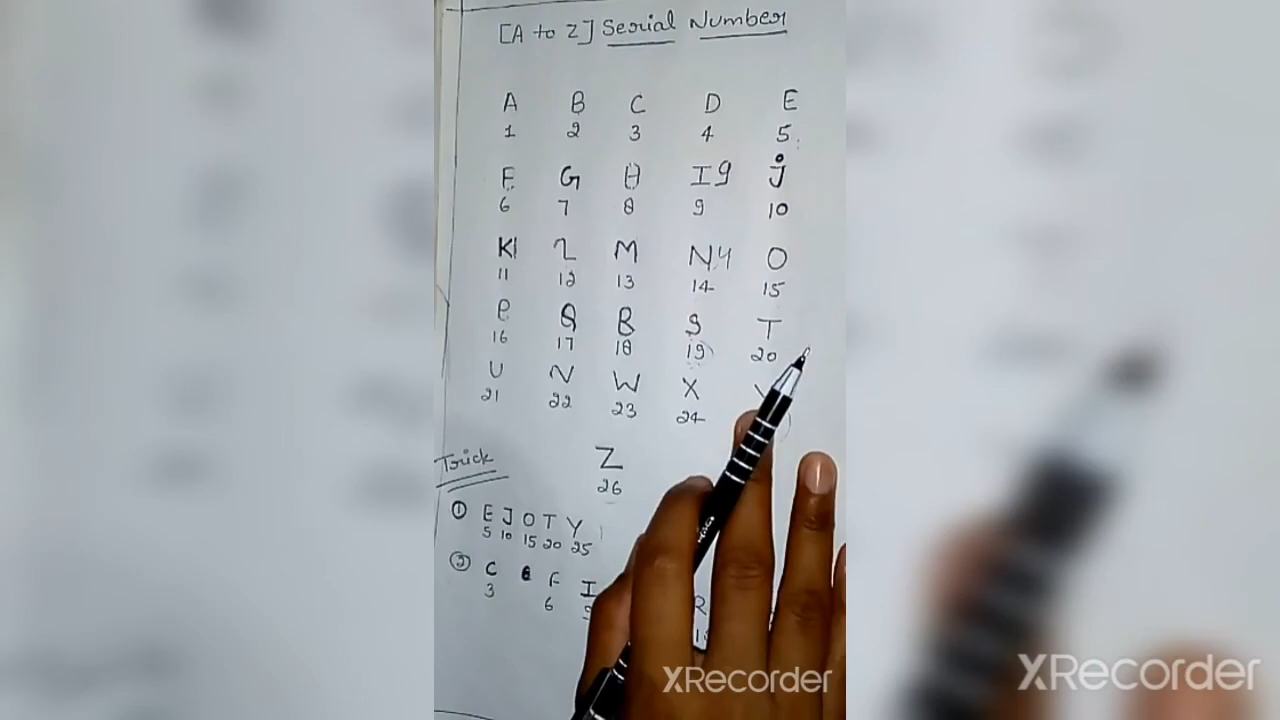 [A to Z] Serial Number
A B C D E
1 2 3 4 5
F G H I 9 J
6 7 8 9 10
K L M N 4 O
11 12 13 14 15
P Q R S T
16 17 18 19 20
U V W X
21 22 23 24
Z
26
Trick
① E J O T Y
5 10 15 20 25
② C F I R
3 6
XRecorder
XRecorder